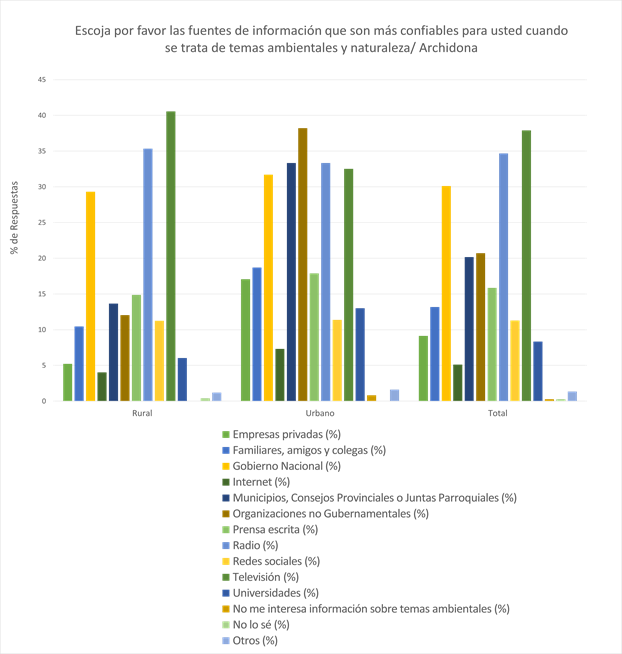 Escoja por favor las fuentes de información que son más confiables para usted cuando
se trata de temas ambientales y naturaleza/ Archidona
% de Respuestas
45
40
35
30
25
20
15
10
5
0
Rural Urbano Total
Empresas privadas (%)
Familiares, amigos y colegas (%)
Gobierno Nacional (%)
Internet (%)
Municipios, Consejos Provinciales o Juntas Parroquiales (%)
Organizaciones no Gubernamentales (%)
Prensa escrita (%)
Radio (%)
Redes sociales (%)
Televisión (%)
Universidades (%)
No me interesa información sobre temas ambientales (%)
No lo sé (%)
Otros (%)